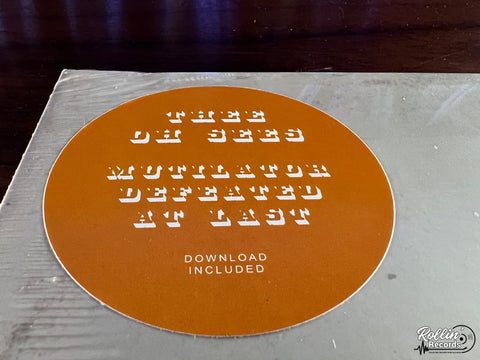 THEE
OH SEES
MUTILATOR
DEFEATED
AT LAST
DOWNLOAD
INCLUDED
Rollin'
Records